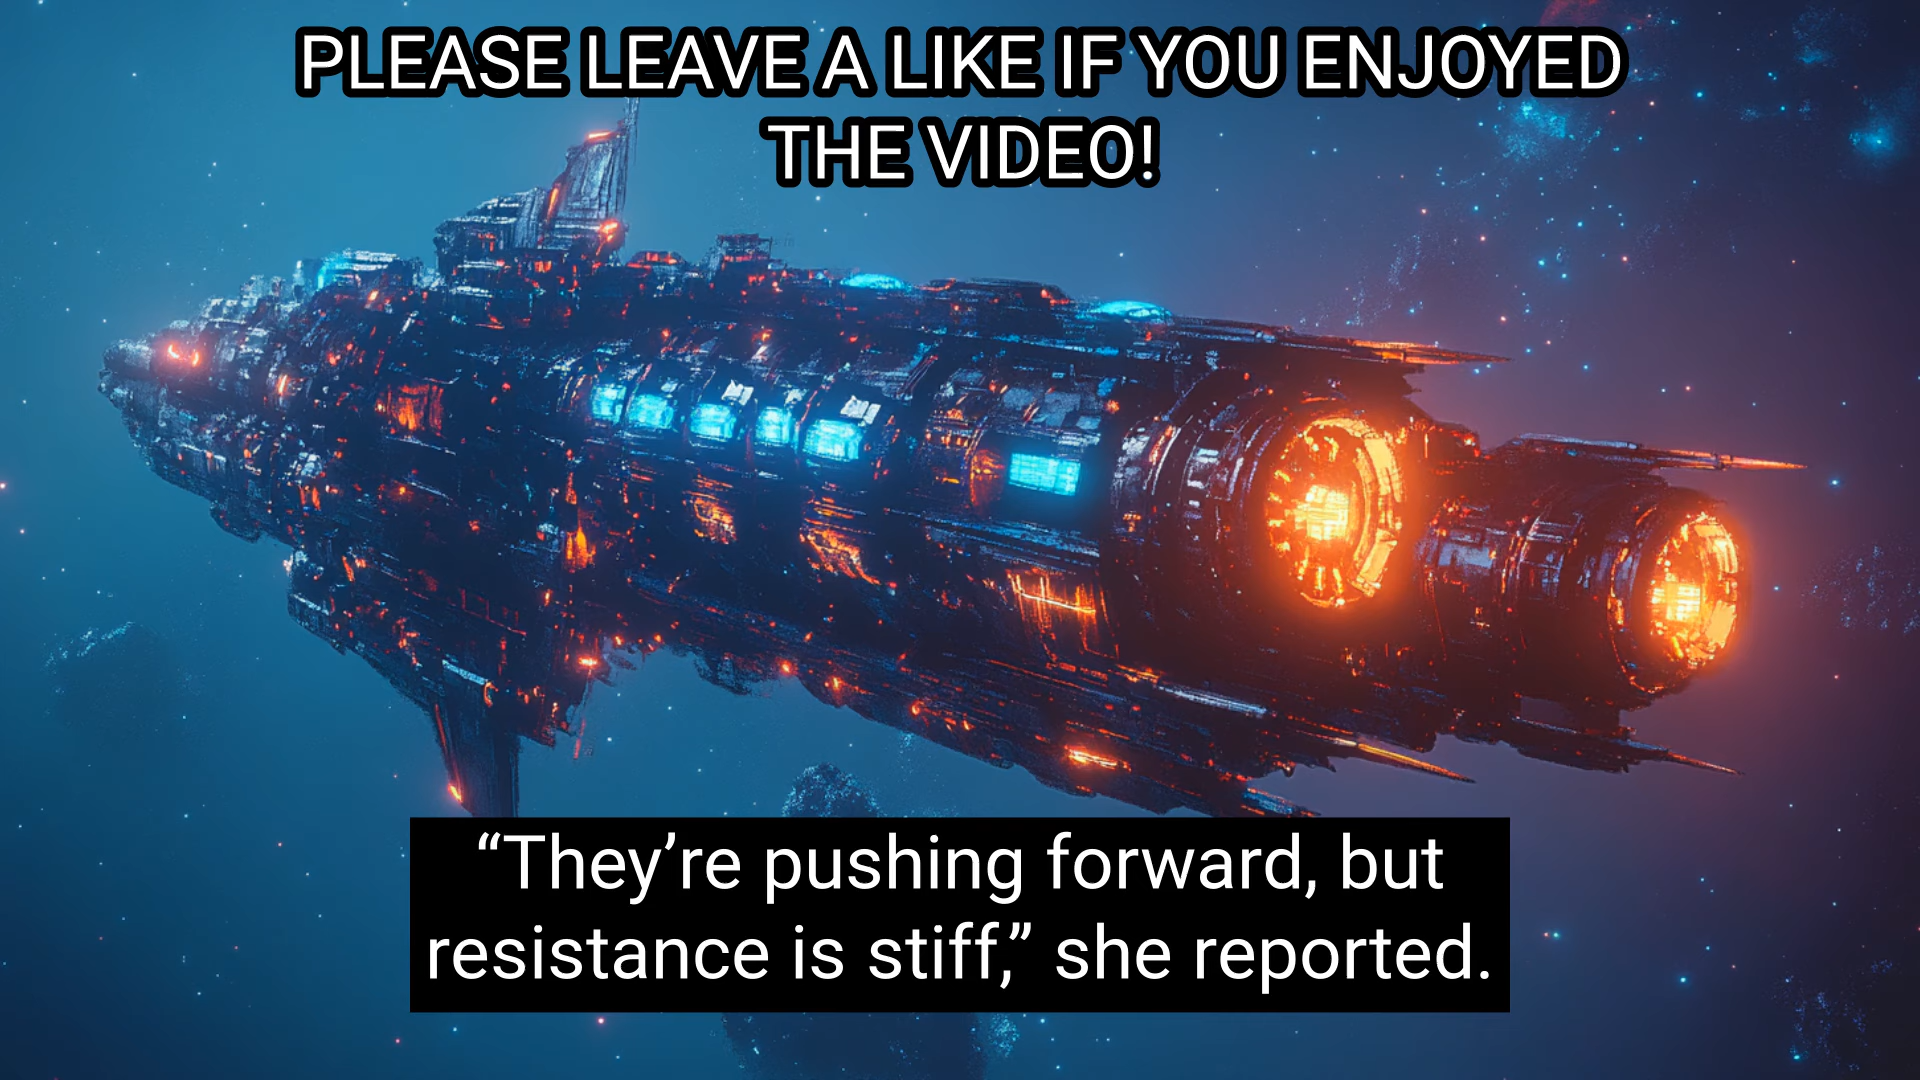 PLEASE LEAVE A LIKE IF YOU ENJOYED
THE VIDEO!
“They’re pushing forward, but
resistance is stiff,” she reported.